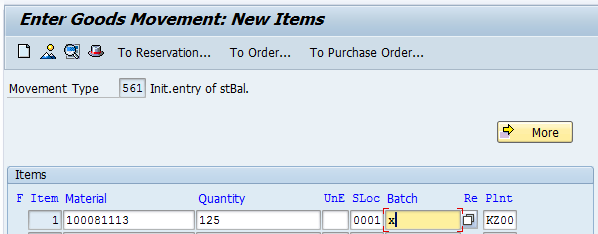 Enter Goods Movement: New Items
To Reservation... To Order... To Purchase Order...
Movement Type 561 Init.entry of stBal.
More
Items
F Item Material Quantity UnE SLoc Batch Re Plnt
1 100081113 125 0001 x KZ00